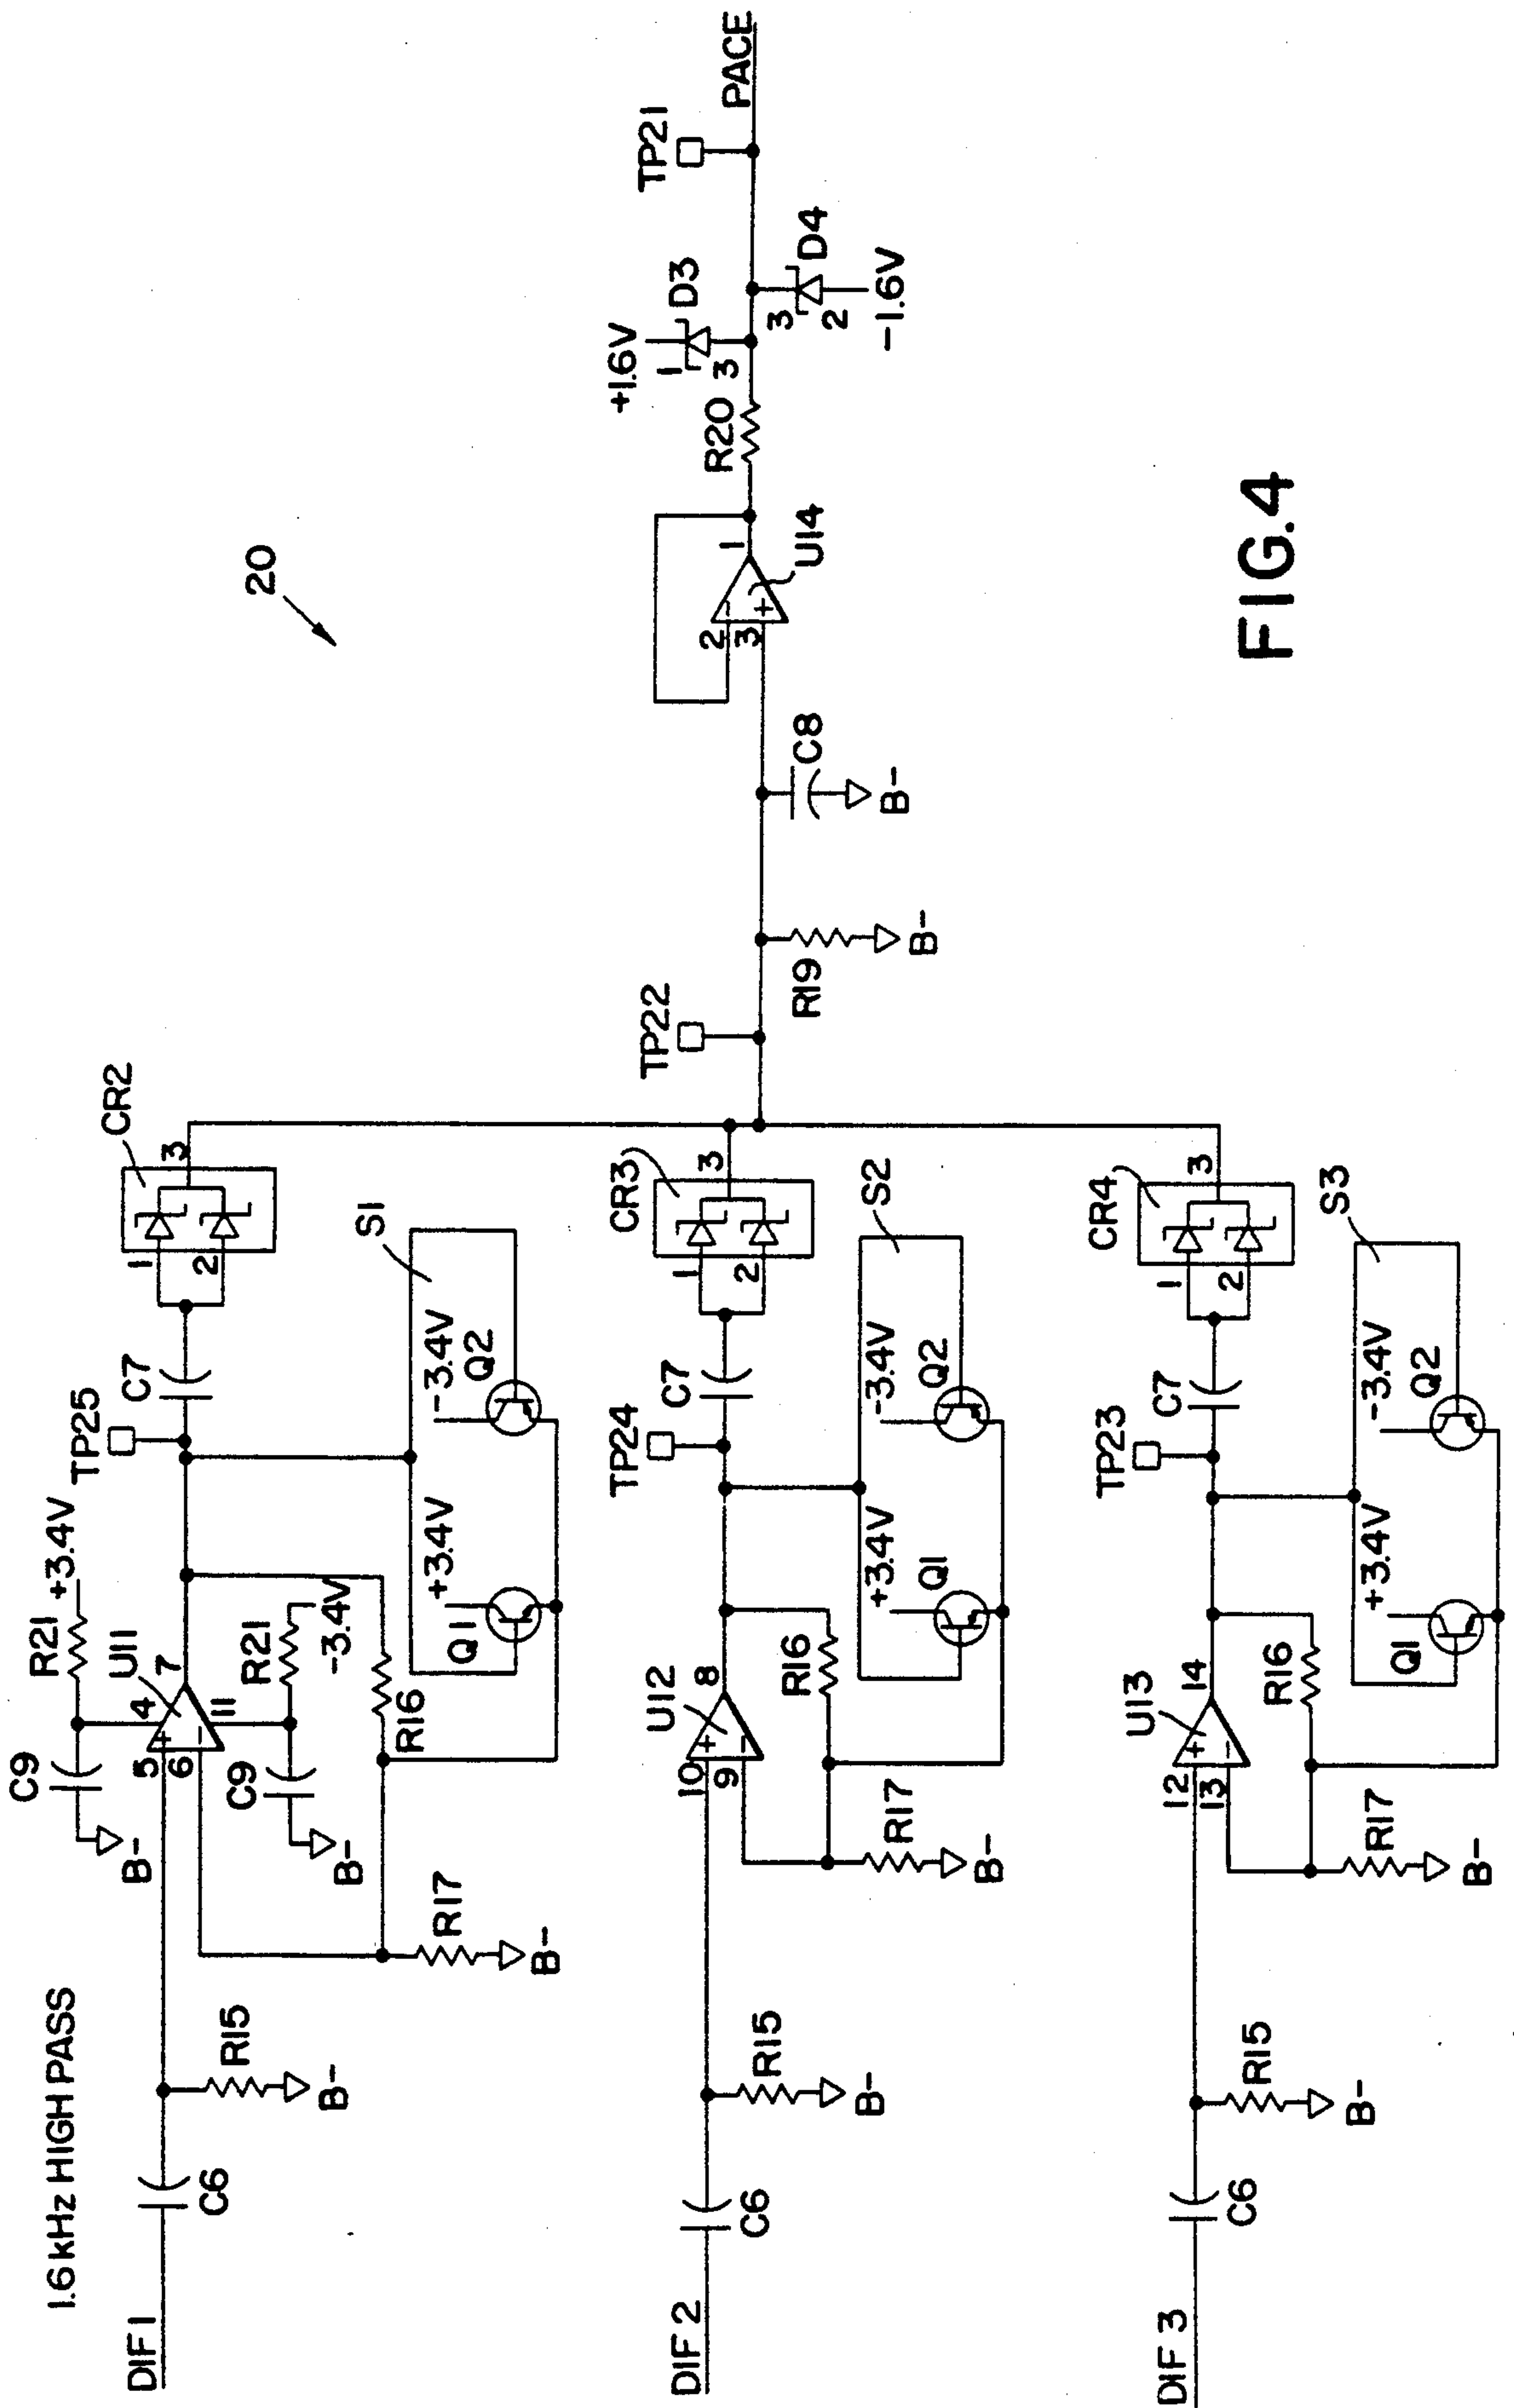 1.6 kHz HIGH PASS
20
DIF 1
C6
R15
B-
C9
B-
R21
+3.4V
U11
5
+
6
−
4
7
11
C9
B-
R21
-3.4V
R16
R17
B-
TP25
C7
CR2
1
2
3
S1
+3.4V
Q1
-3.4V
Q2
DIF 2
C6
R15
B-
U12
10
+
9
−
8
R16
R17
B-
TP24
C7
CR3
1
2
3
S2
+3.4V
Q1
-3.4V
Q2
DIF 3
C6
R15
B-
U13
12
+
13
−
14
R16
R17
B-
TP23
C7
CR4
1
2
3
S3
+3.4V
Q1
-3.4V
Q2
TP22
R19
B-
C8
B-
2
−
3
+
1
U14
R20
+1.6V
1
D3
3
3
D4
2
-1.6V
TP21
PACE
FIG.4